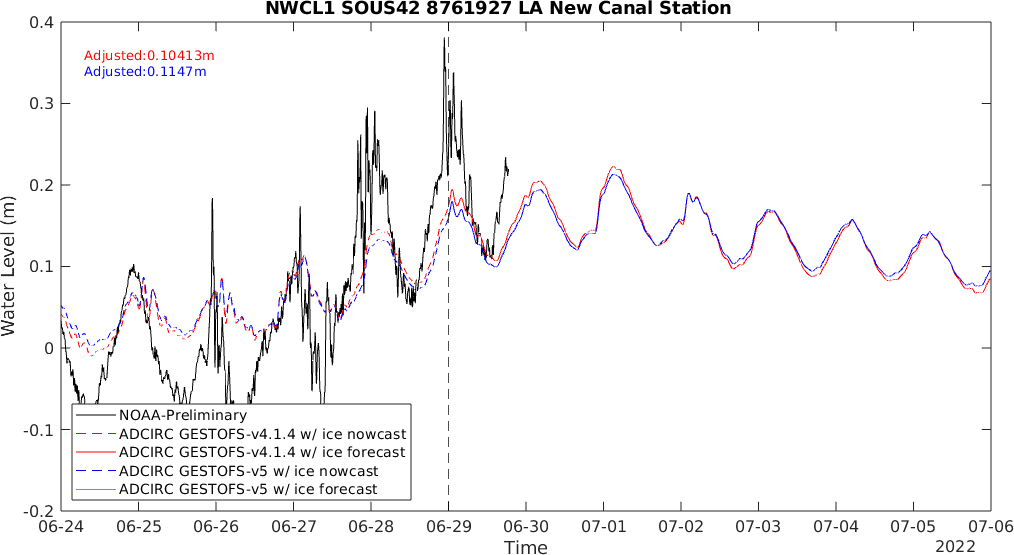 NWCL1 SOUS42 8761927 LA New Canal Station
Adjusted:0.10413m
Adjusted:0.1147m
Water Level (m)
0.4
0.3
0.2
0.1
0
-0.1
-0.2
NOAA-Preliminary
ADCIRC GESTOFS-v4.1.4 w/ ice nowcast
ADCIRC GESTOFS-v4.1.4 w/ ice forecast
ADCIRC GESTOFS-v5 w/ ice nowcast
ADCIRC GESTOFS-v5 w/ ice forecast
06-24 06-25 06-26 06-27 06-28 06-29 06-30 07-01 07-02 07-03 07-04 07-05 07-06
Time
2022